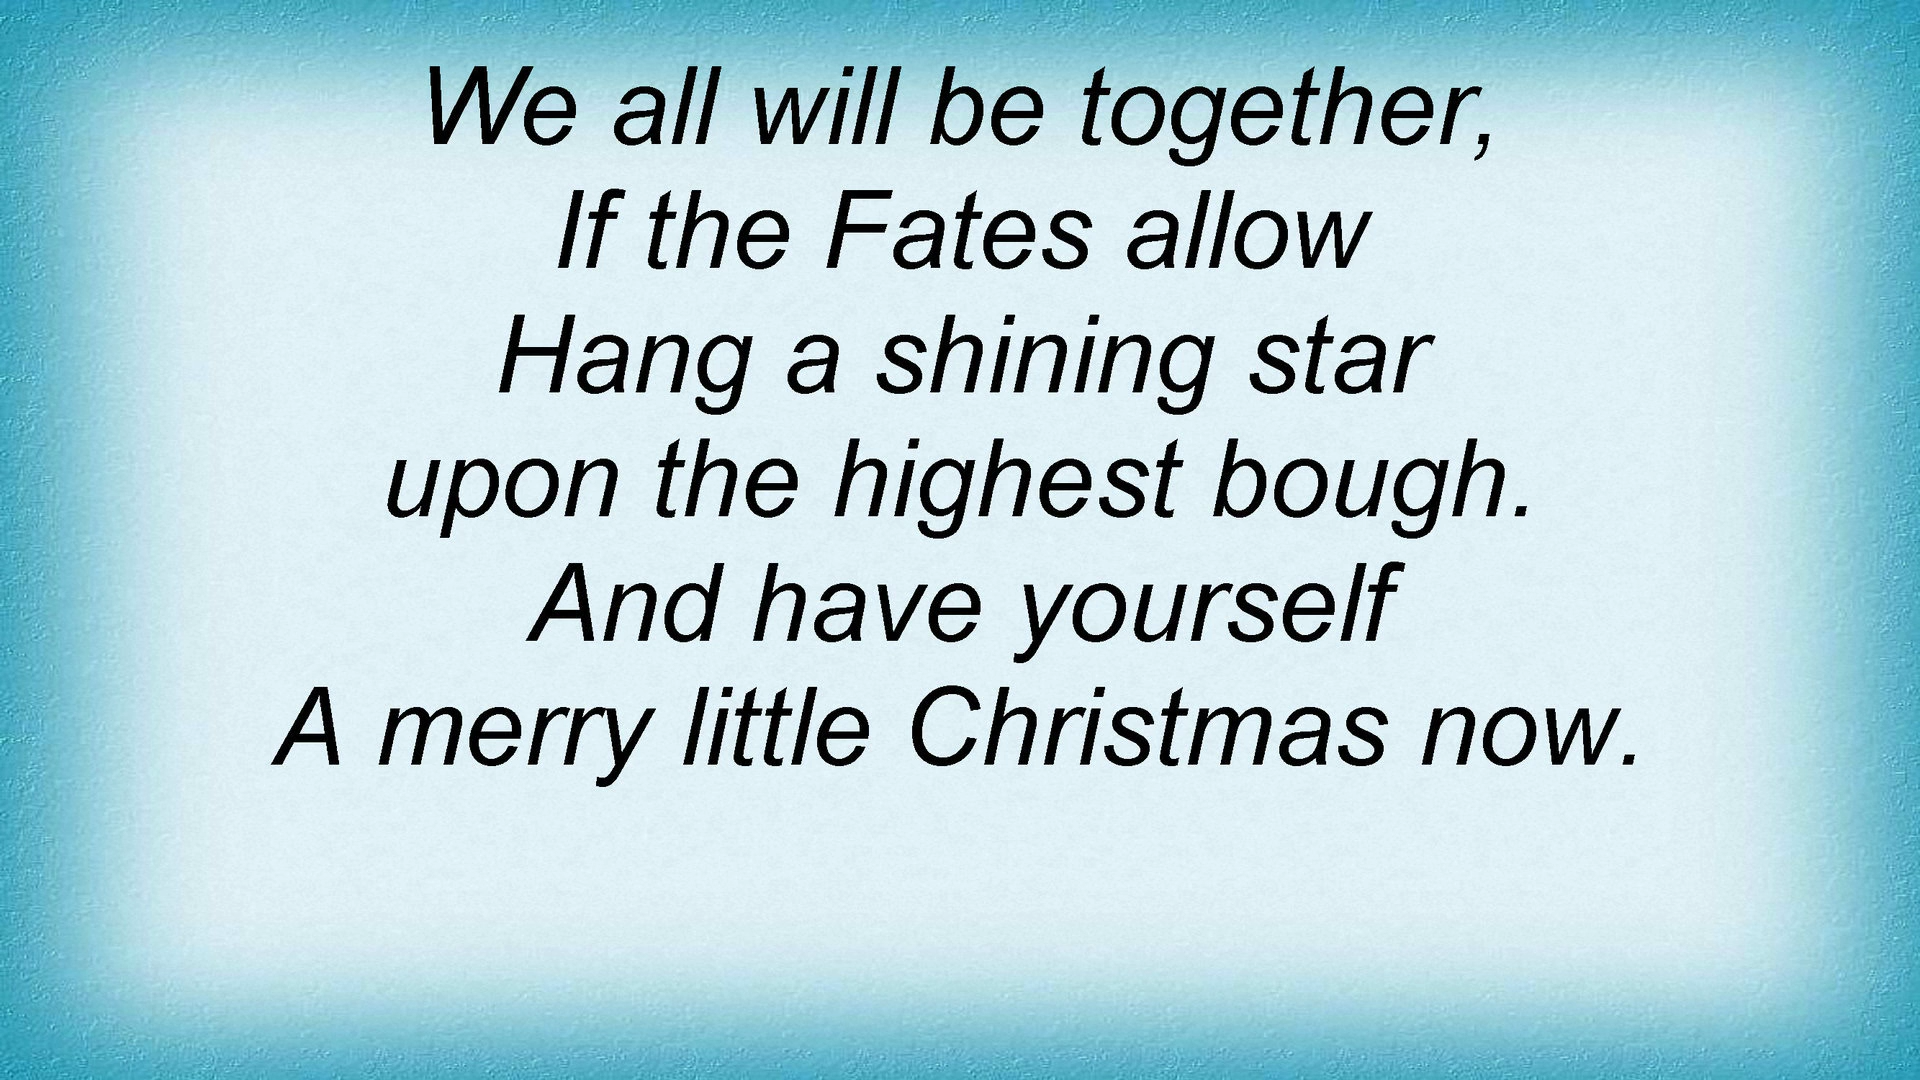 We all will be together,
If the Fates allow
Hang a shining star
upon the highest bough.
And have yourself
A merry little Christmas now.